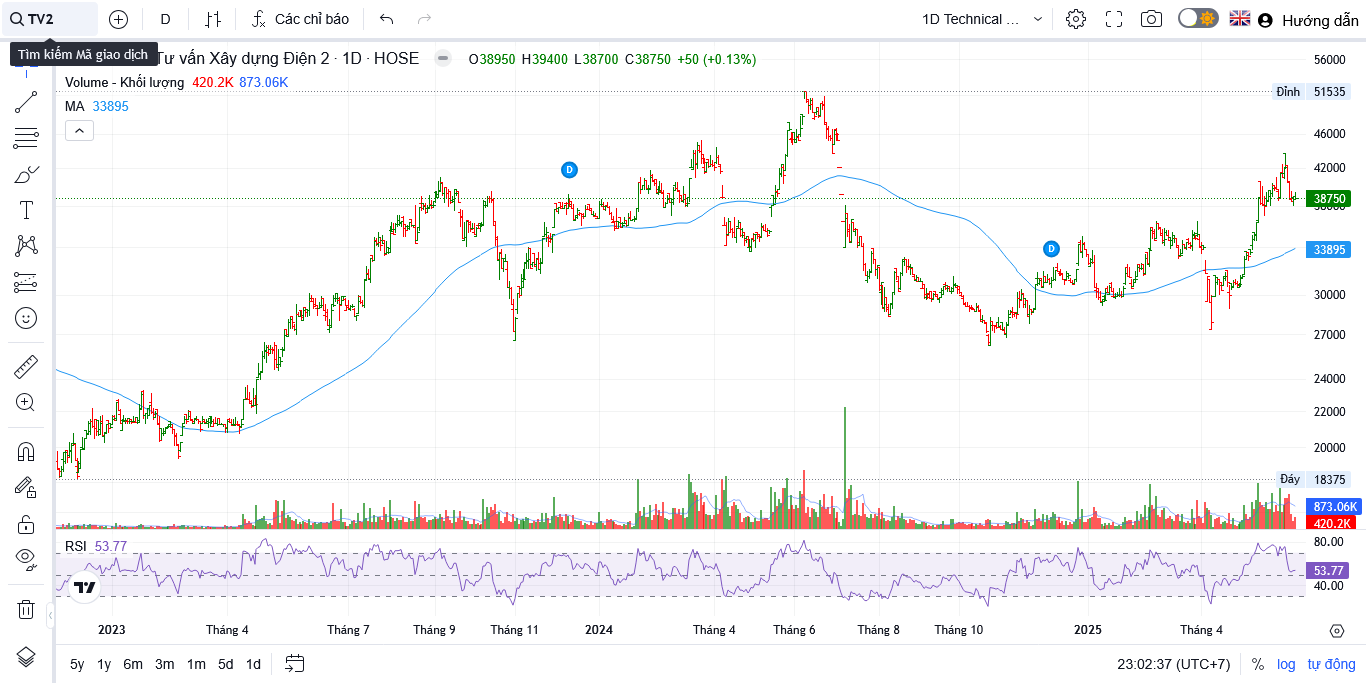 TV2
D
Các chỉ báo
1D Technical ...
Hướng dẫn
Tìm kiếm Mã giao dịch
Tư vấn Xây dựng Điện 2 · 1D · HOSE
O38950 H39400 L38700 C38750 +50 (+0.13%)
Volume - Khối lượng 420.2K 873.06K
MA 33895
56000
Đỉnh 51535
46000
42000
38750
38000
33895
30000
27000
24000
22000
20000
Đáy 18375
873.06K
420.2K
D
D
RSI 53.77
80.00
53.77
40.00
2023 Tháng 4 Tháng 7 Tháng 9 Tháng 11 2024 Tháng 4 Tháng 6 Tháng 8 Tháng 10 2025 Tháng 4
5y 1y 6m 3m 1m 5d 1d
23:02:37 (UTC+7) % log tự động